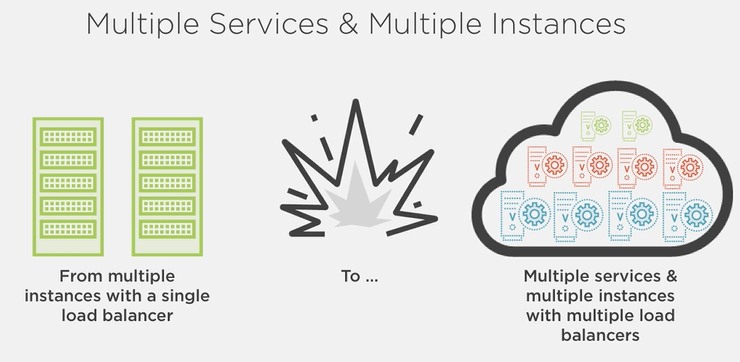 Multiple Services & Multiple Instances
From multiple
instances with a single
load balancer
To ...
V V
V V V V
V V V V
Multiple services &
multiple instances
with multiple load
balancers